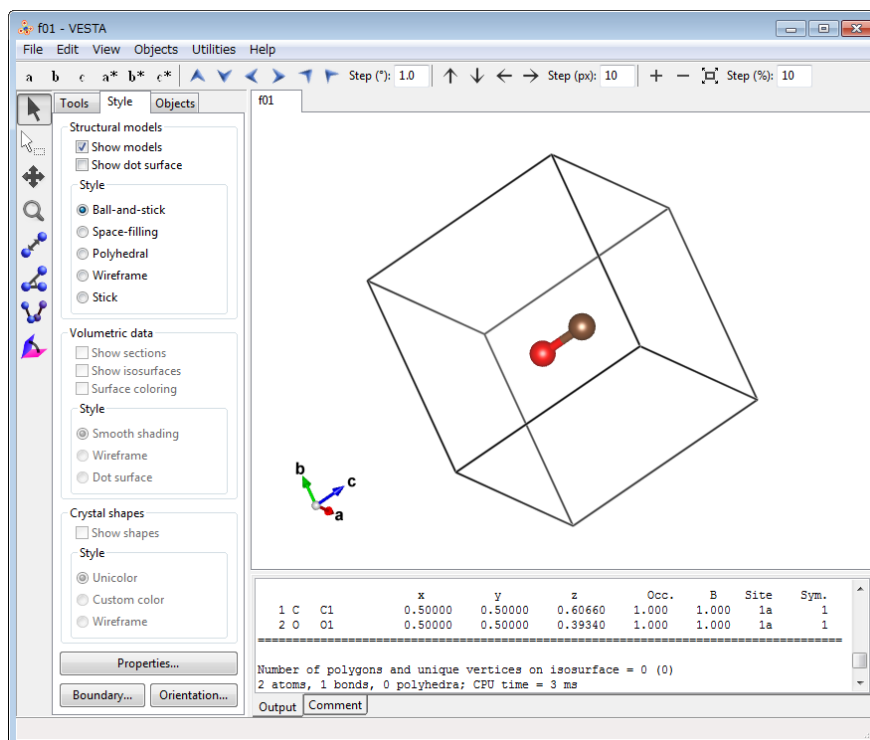 f01 - VESTA
File Edit View Objects Utilities Help
a b c a* b* c* Step (°): 1.0 Step (px): 10 Step (%): 10
Tools Style Objects
f01
Structural models
Show models
Show dot surface
Style
Ball-and-stick
Space-filling
Polyhedral
Wireframe
Stick
Volumetric data
Show sections
Show isosurfaces
Surface coloring
Style
Smooth shading
Wireframe
Dot surface
Crystal shapes
Show shapes
Style
Unicolor
Custom color
Wireframe
Properties...
Boundary... Orientation...
b
c
a
x y z Occ. B Site Sym.
1 C C1 0.50000 0.50000 0.60660 1.000 1.000 1a 1
2 O O1 0.50000 0.50000 0.39340 1.000 1.000 1a 1
Number of polygons and unique vertices on isosurface = 0 (0)
2 atoms, 1 bonds, 0 polyhedra; CPU time = 3 ms
Output Comment